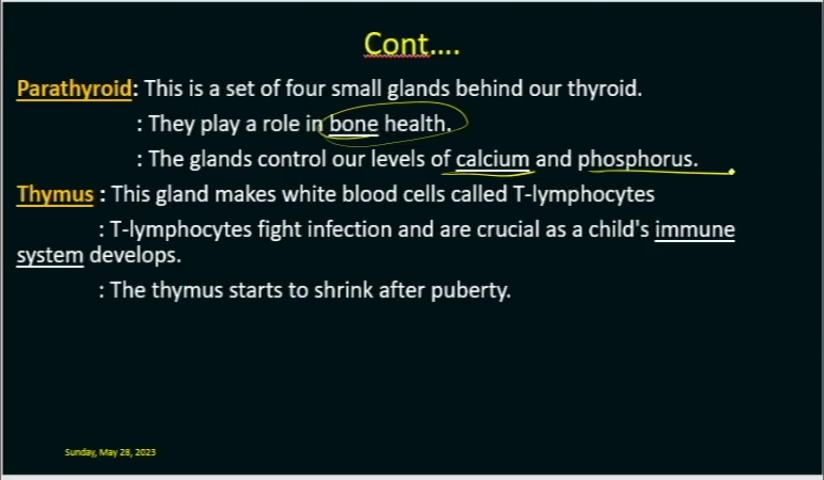 Cont....
Parathyroid: This is a set of four small glands behind our thyroid.
: They play a role in bone health.
: The glands control our levels of calcium and phosphorus.
Thymus : This gland makes white blood cells called T-lymphocytes
: T-lymphocytes fight infection and are crucial as a child's immune
system develops.
: The thymus starts to shrink after puberty.
Sunday, May 28, 2023